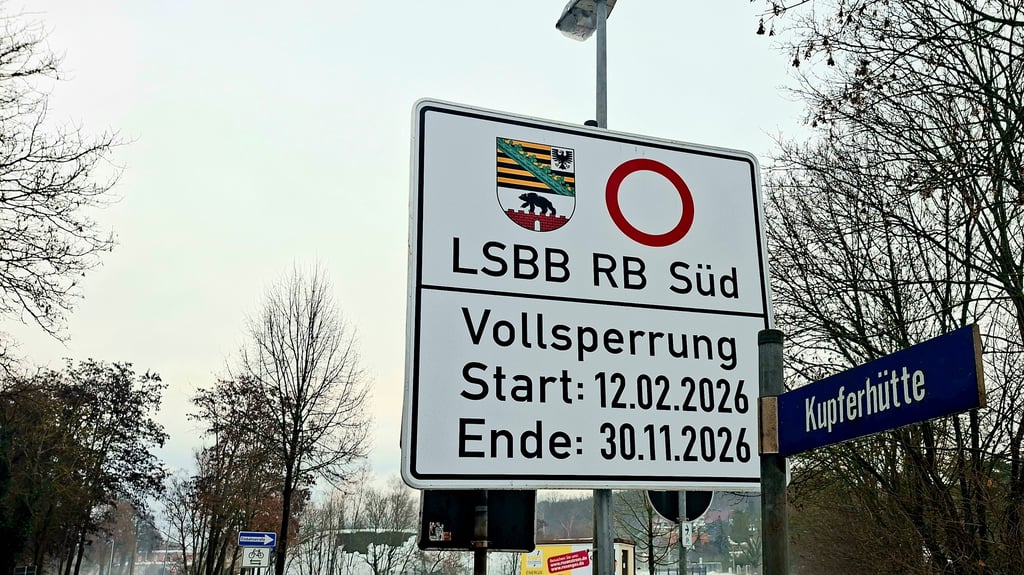 LSBB RB Süd
Vollsperrung
Start: 12.02.2026
Ende: 30.11.2026
Kupferhütte